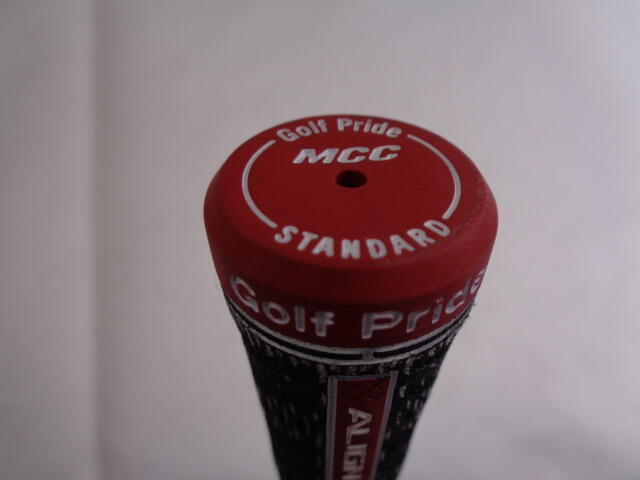 Golf Pride
MCC
STANDARD
Golf Pride
ALIGN